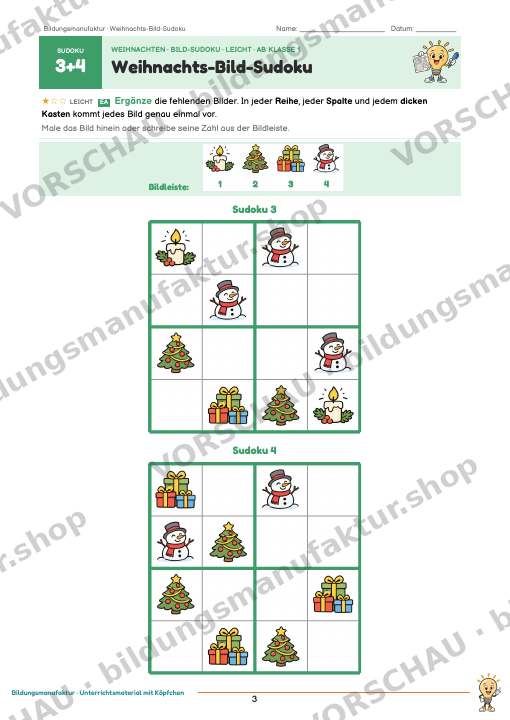 Bildungsmanufaktur · Weihnachts-Bild-Sudoku Name: Datum:
SUDOKU
3+4
WEIHNACHTEN · BILD-SUDOKU · LEICHT · AB KLASSE 1
Weihnachts-Bild-Sudoku
LEICHT EA Ergänze die fehlenden Bilder. In jeder Reihe, jeder Spalte und jedem dicken
Kasten kommt jedes Bild genau einmal vor.
Male das Bild hinein oder schreibe seine Zahl aus der Bildleiste.
Bildleiste: 1 2 3 4
Sudoku 3
Sudoku 4
VORSCHAU · bildungsmanufaktur.shop
Bildungsmanufaktur · Unterrichtsmaterial mit Köpfchen
3